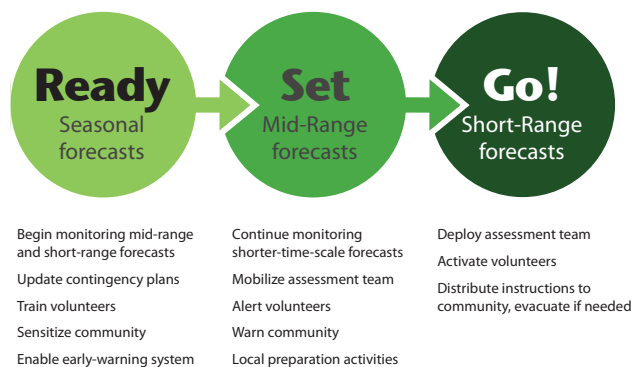 Ready
Seasonal
forecasts
Set
Mid-Range
forecasts
Go!
Short-Range
forecasts
Begin monitoring mid-range
and short-range forecasts
Update contingency plans
Train volunteers
Sensitize community
Enable early-warning system
Continue monitoring
shorter-time-scale forecasts
Mobilize assessment team
Alert volunteers
Warn community
Local preparation activities
Deploy assessment team
Activate volunteers
Distribute instructions to
community, evacuate if needed